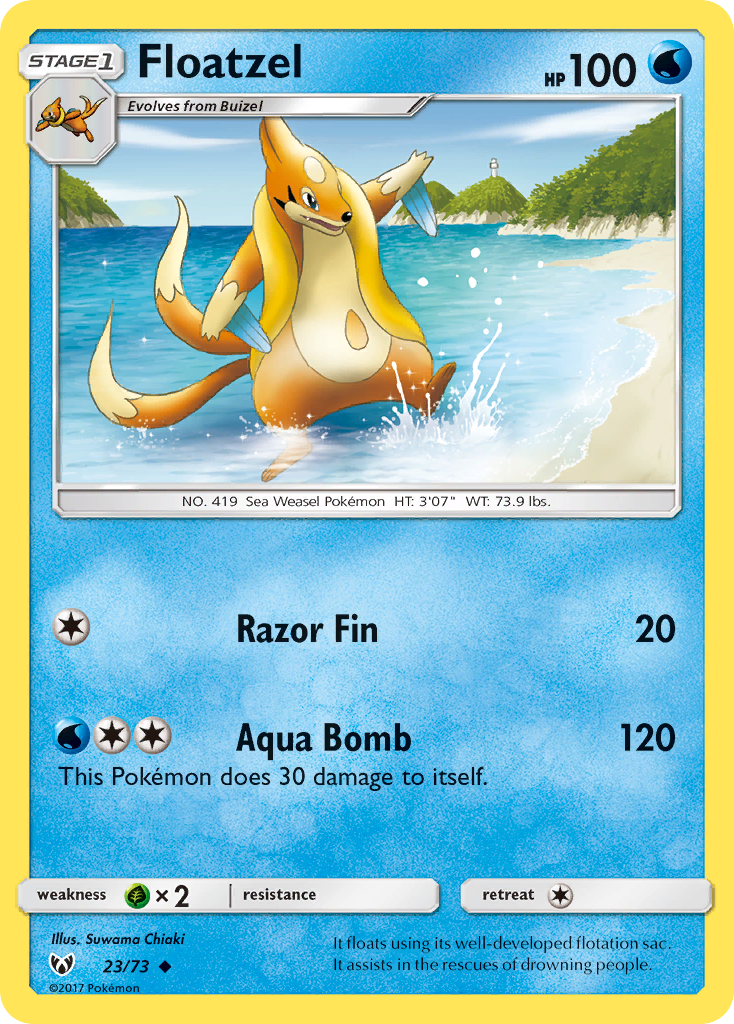 STAGE1
Floatzel
HP 100
Evolves from Buizel
NO. 419 Sea Weasel Pokémon HT: 3'07" WT: 73.9 lbs.
Razor Fin 20
Aqua Bomb 120
This Pokémon does 30 damage to itself.
weakness ×2 resistance retreat
Illus. Suwama Chiaki
23/73
©2017 Pokémon
It floats using its well-developed flotation sac.
It assists in the rescues of drowning people.